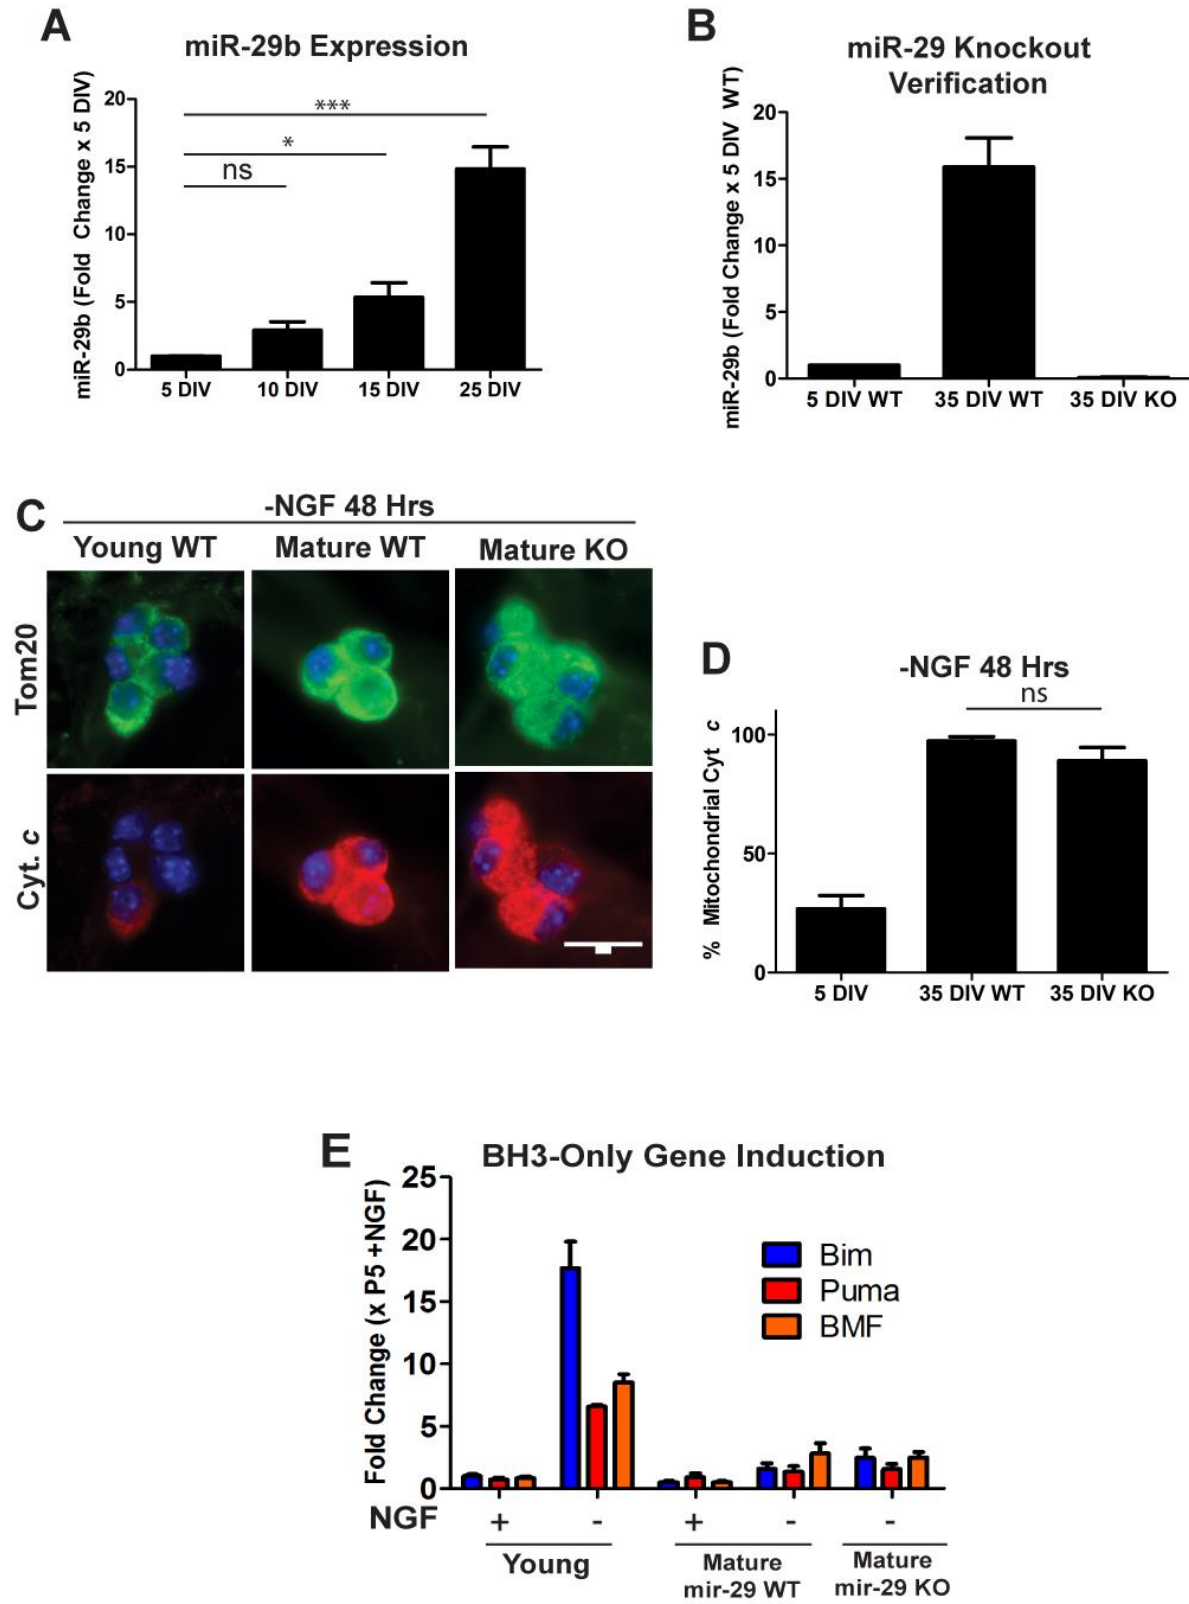 A
miR-29b Expression
miR-29b (Fold Change x 5 DIV)
20
15
10
5
0
***
*
ns
5 DIV 10 DIV 15 DIV 25 DIV
B
miR-29 Knockout
Verification
miR-29b (Fold Change x 5 DIV WT)
20
15
10
5
0
5 DIV WT 35 DIV WT 35 DIV KO
C
-NGF 48 Hrs
Young WT Mature WT Mature KO
Tom20
Cyt. c
D
-NGF 48 Hrs
ns
% Mitochondrial Cyt c
100
50
0
5 DIV 35 DIV WT 35 DIV KO
E
BH3-Only Gene Induction
Fold Change (x P5 +NGF)
25
20
15
10
5
0
Bim
Puma
BMF
NGF + - + - -
Young Mature mir-29 WT Mature mir-29 KO